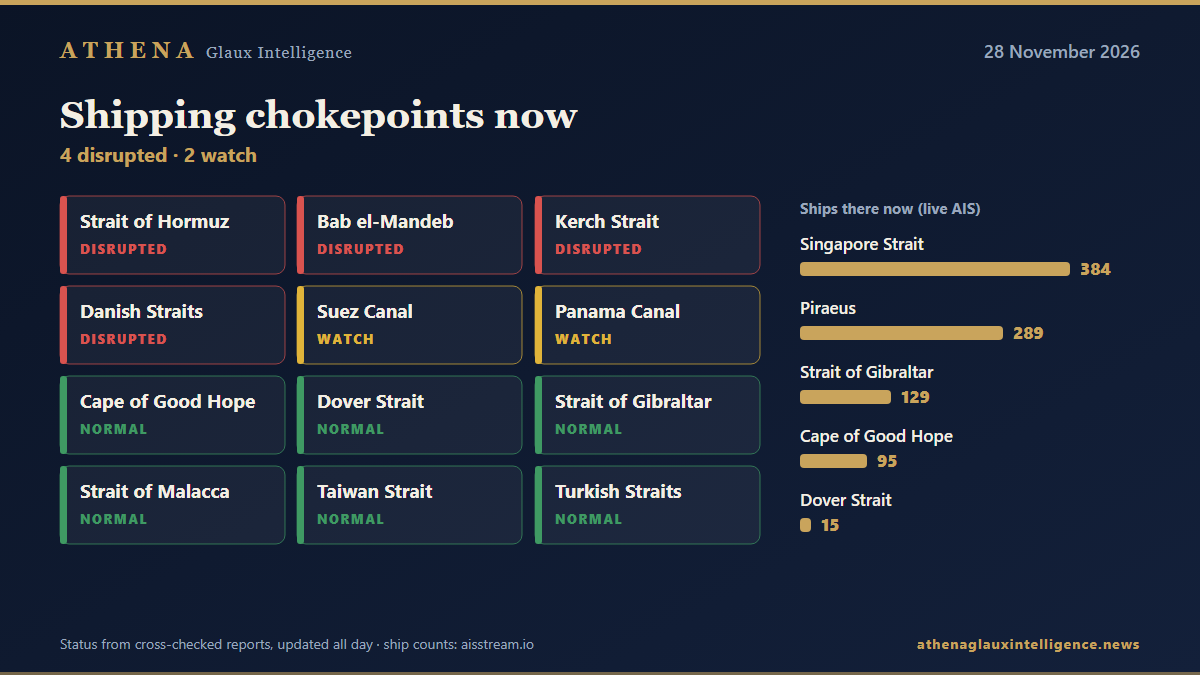 ATHENA Glaux Intelligence
28 November 2026
Shipping chokepoints now
4 disrupted · 2 watch
Strait of Hormuz
DISRUPTED
Bab el-Mandeb
DISRUPTED
Kerch Strait
DISRUPTED
Danish Straits
DISRUPTED
Suez Canal
WATCH
Panama Canal
WATCH
Cape of Good Hope
NORMAL
Dover Strait
NORMAL
Strait of Gibraltar
NORMAL
Strait of Malacca
NORMAL
Taiwan Strait
NORMAL
Turkish Straits
NORMAL
Ships there now (live AIS)
Singapore Strait
384
Piraeus
289
Strait of Gibraltar
129
Cape of Good Hope
95
Dover Strait
15
Status from cross-checked reports, updated all day · ship counts: aisstream.io
athenaglauxintelligence.news